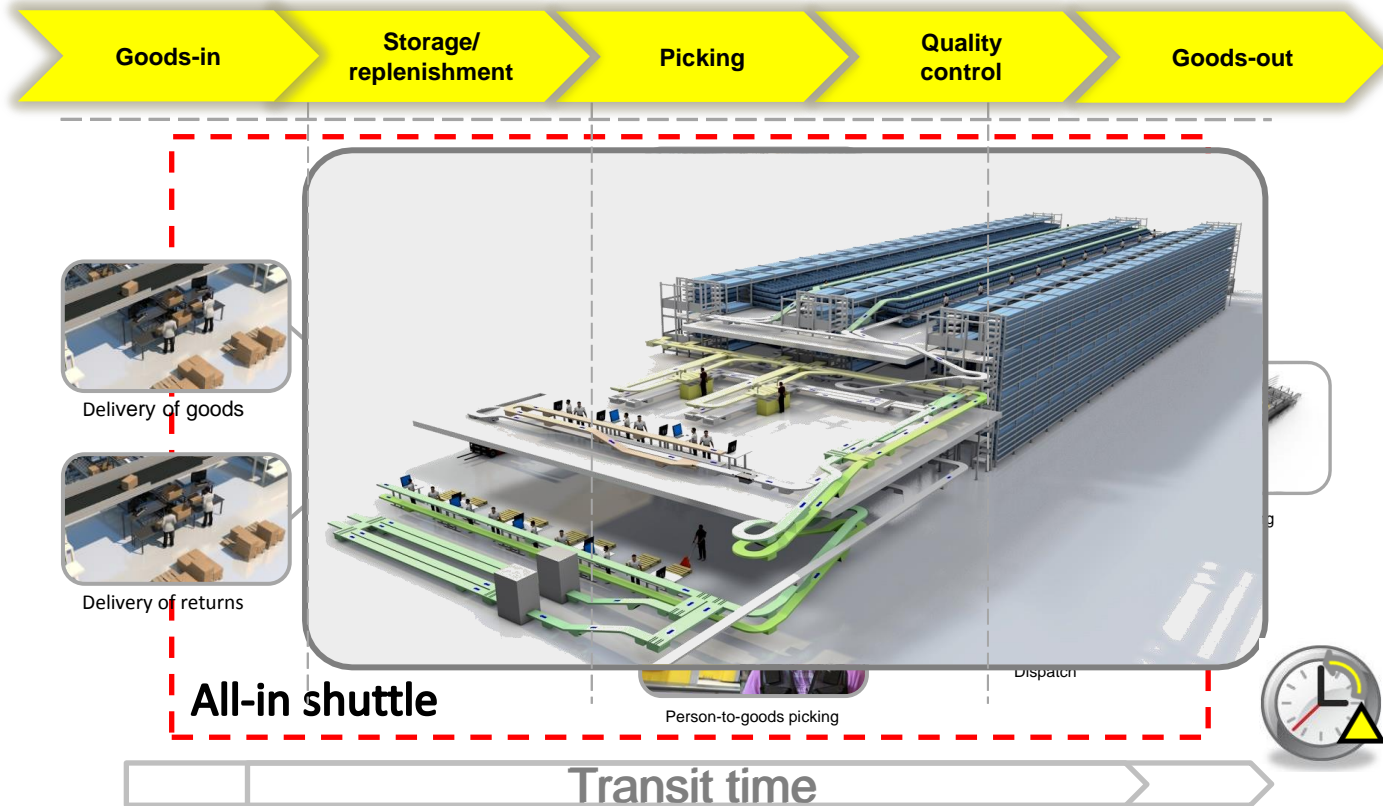 Goods-in
Storage/
replenishment
Picking
Quality
control
Goods-out
Delivery of goods
Delivery of returns
g
All-in shuttle
Dispatch
Person-to-goods picking
Transit time